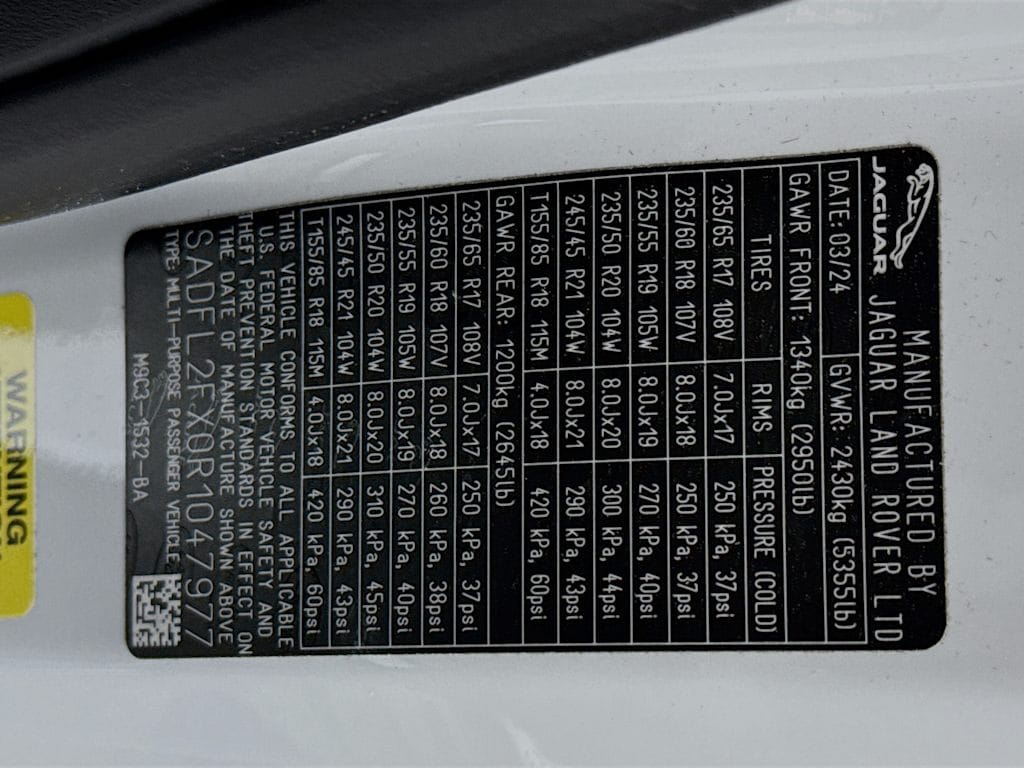 JAGUAR
MANUFACTURED BY
JAGUAR LAND ROVER LTD
DATE: 03/24 GVWR: 2430kg (5355lb)
GAWR FRONT: 1340kg (2950lb)
TIRES RIMS PRESSURE (COLD)
235/65 R17 108V 7.0Jx17 250 kPa, 37psi
235/60 R18 107V 8.0Jx18 250 kPa, 37psi
235/55 R19 105W 8.0Jx19 270 kPa, 40psi
235/50 R20 104W 8.0Jx20 300 kPa, 44psi
245/45 R21 104W 8.0Jx21 290 kPa, 43psi
T155/85 R18 115M 4.0Jx18 420 kPa, 60psi
GAWR REAR: 1200kg (2645lb)
235/65 R17 108V 7.0Jx17 250 kPa, 37psi
235/60 R18 107V 8.0Jx18 260 kPa, 38psi
235/55 R19 105W 8.0Jx19 270 kPa, 40psi
235/50 R20 104W 8.0Jx20 310 kPa, 45psi
245/45 R21 104W 8.0Jx21 290 kPa, 43psi
T155/85 R18 115M 4.0Jx18 420 kPa, 60psi
THIS VEHICLE CONFORMS TO ALL APPLICABLE
U.S. FEDERAL MOTOR VEHICLE SAFETY AND
THEFT PREVENTION STANDARDS IN EFFECT ON
THE DATE OF MANUFACTURE SHOWN ABOVE
SADFL2FX0R1047977
TYPE: MULTI-PURPOSE PASSENGER VEHICLE
M9C3-1532-BA
WARNING